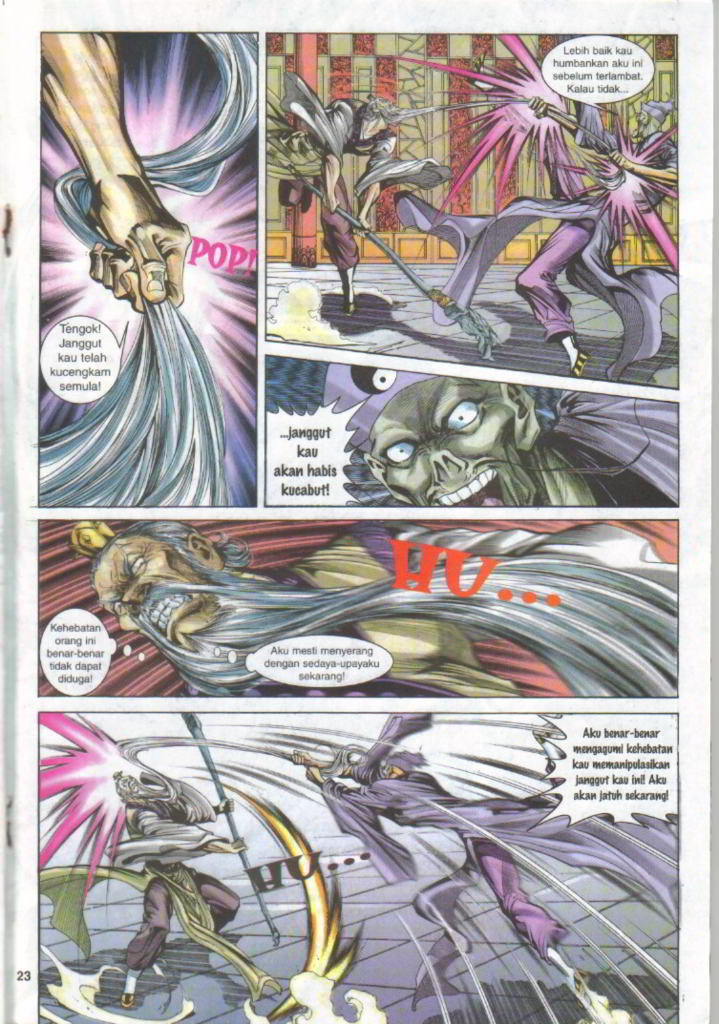 POP!
Tengok!
Janggut
kau telah
kucengkam
semula!
Lebih baik kau
humbankan aku ini
sebelum terlambat.
Kalau tidak...
...janggut
kau
akan habis
kucabut!
HU...
Kehebatan
orang ini
benar-benar
tidak dapat
diduga!
Aku mesti menyerang
dengan sedaya-upayaku
sekarang!
Aku benar-benar
mengagumi kehebatan
kau memanipulasikan
janggut kau ini! Aku
akan jatuh sekarang!
HU...
23